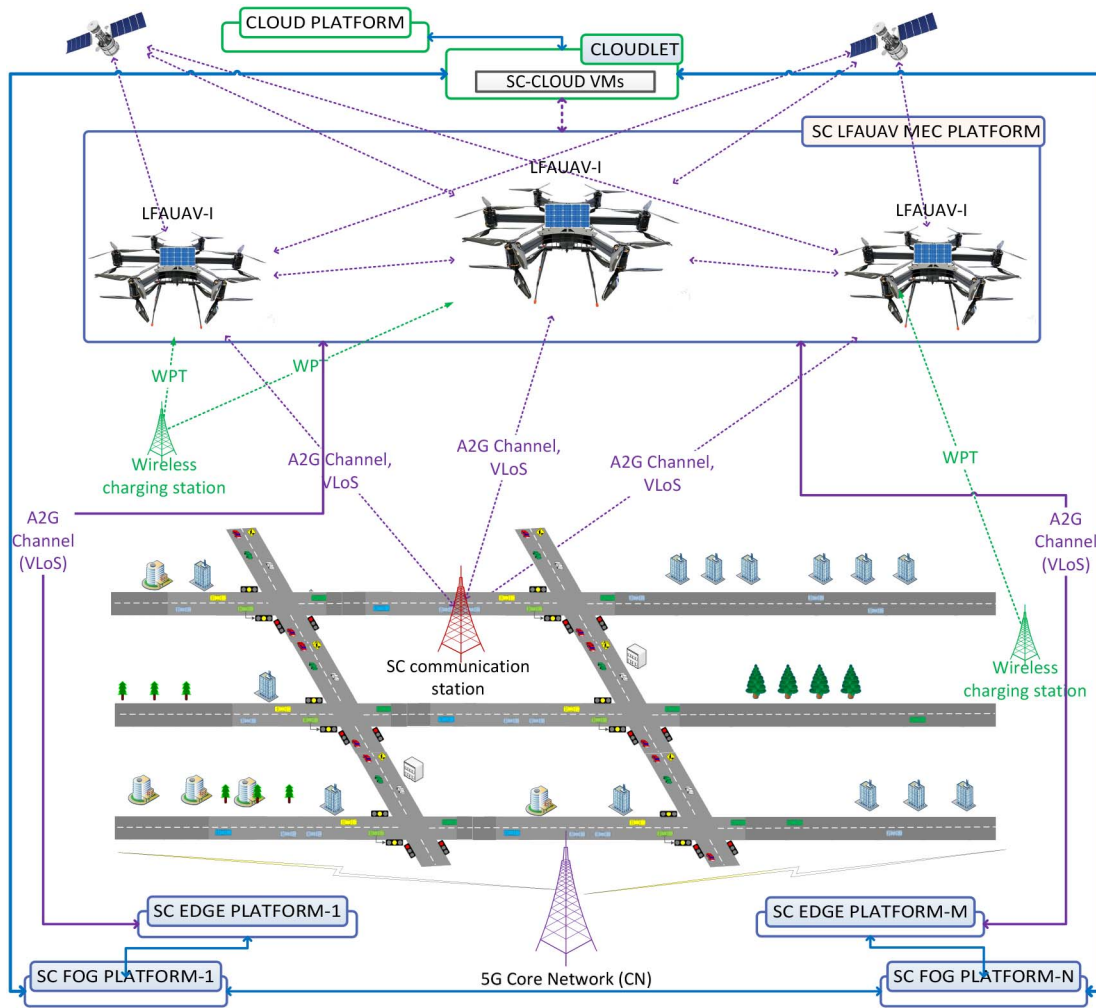 CLOUD PLATFORM
CLOUDLET
SC-CLOUD VMs
SC LFAUAV MEC PLATFORM
LFAUAV-I
LFAUAV-I
LFAUAV-I
WPT
WPT
Wireless
charging station
A2G Channel,
VLoS
A2G Channel,
VLoS
A2G Channel,
VLoS
WPT
A2G
Channel
(VLoS)
A2G
Channel
(VLoS)
SC communication
station
Wireless
charging station
SC EDGE PLATFORM-1
SC EDGE PLATFORM-M
SC FOG PLATFORM-1
5G Core Network (CN)
SC FOG PLATFORM-N